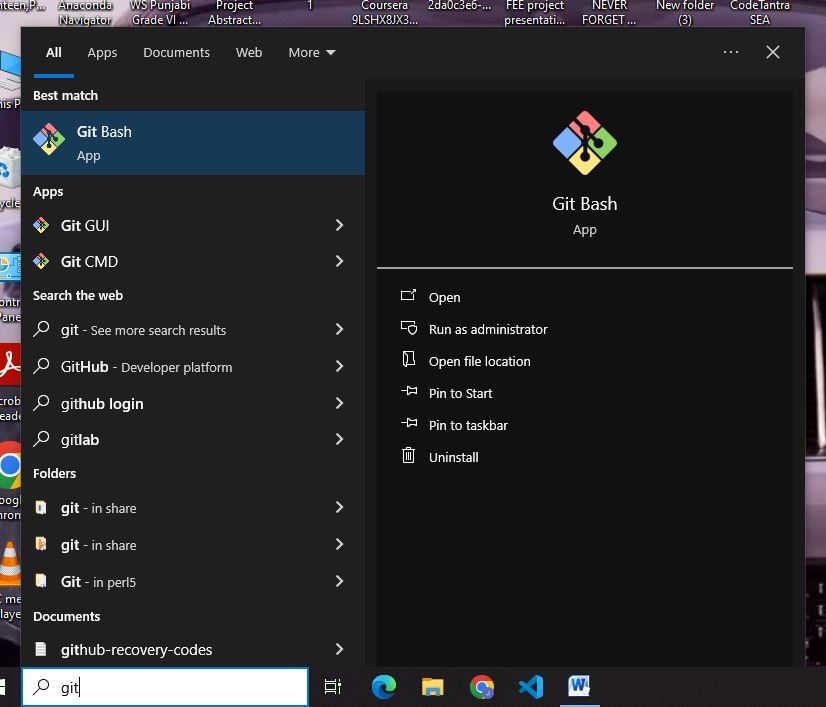 Anaconda
Navigator
WS Punjabi
Grade VI ...
Project
Abstract...
1
Coursera
9LSHX8JX3...
2da0c3e6-...
FEE project
presentati...
NEVER
FORGET ...
New folder
(3)
CodeTantra
SEA
All
Apps
Documents
Web
More
Best match
Git Bash
App
Apps
Git GUI
Git CMD
Search the web
git - See more search results
GitHub - Developer platform
github login
gitlab
Folders
git - in share
git - in share
Git - in perl5
Documents
github-recovery-codes
Git Bash
App
Open
Run as administrator
Open file location
Pin to Start
Pin to taskbar
Uninstall
git